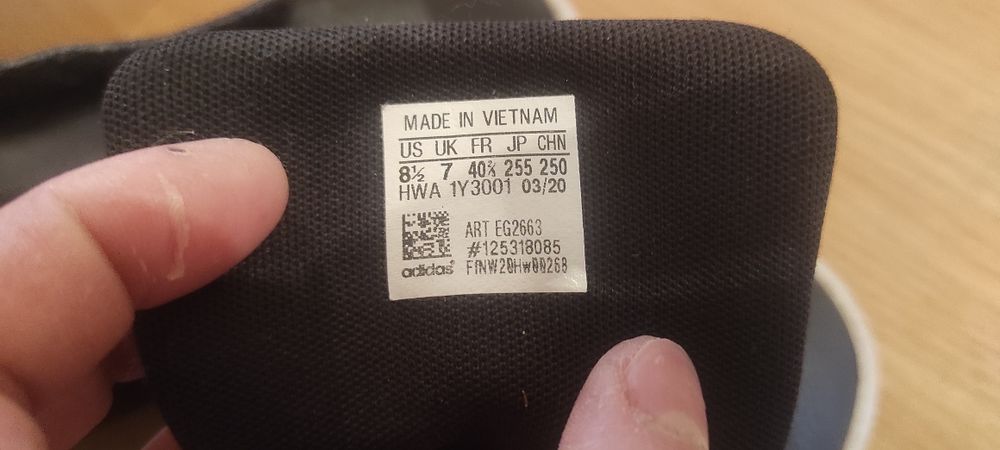 MADE IN VIETNAM
US UK FR JP CHN
8½ 7 40⅔ 255 250
HWA 1Y3001 03/20
ART EG2663
#125318085
adidas